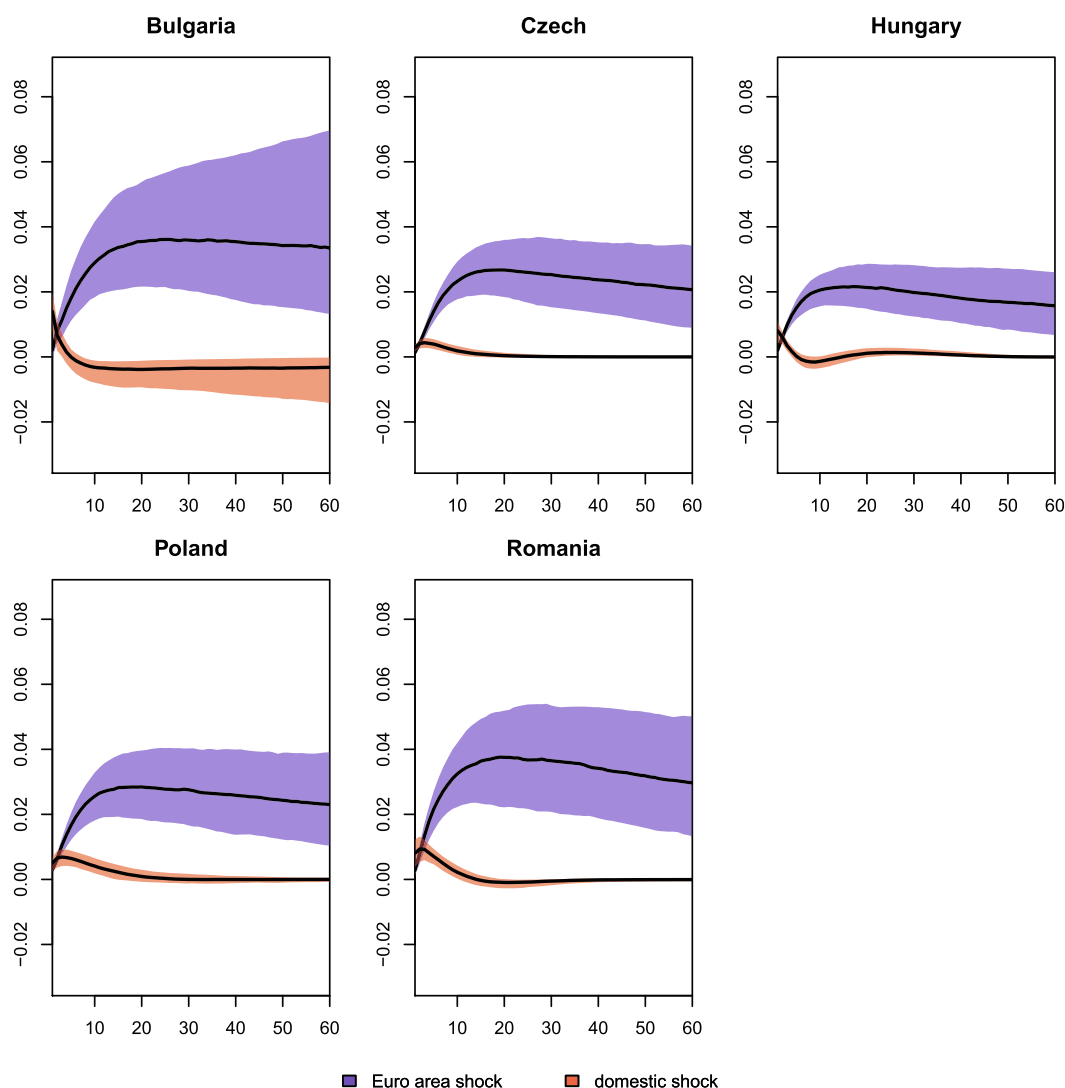 Bulgaria Czech Hungary
0.08 0.08 0.08
0.06 0.06 0.06
0.04 0.04 0.04
0.02 0.02 0.02
0.00 0.00 0.00
−0.02 −0.02 −0.02
10 20 30 40 50 60 10 20 30 40 50 60 10 20 30 40 50 60
Poland Romania
0.08 0.08
0.06 0.06
0.04 0.04
0.02 0.02
0.00 0.00
−0.02 −0.02
10 20 30 40 50 60 10 20 30 40 50 60
Euro area shock domestic shock